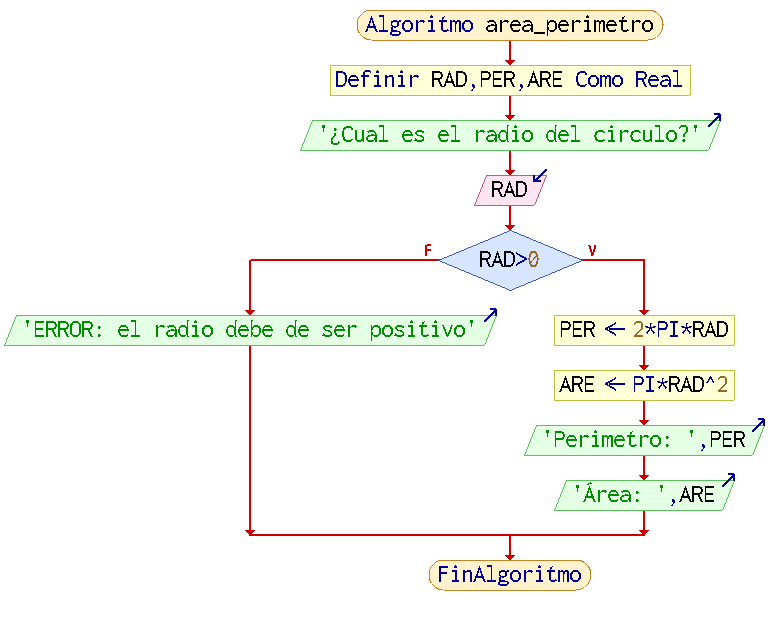 Algoritmo area_perimetro
Definir RAD,PER,ARE Como Real
'¿Cual es el radio del circulo?'
RAD
F
RAD>0
V
'ERROR: el radio debe de ser positivo'
PER ← 2*PI*RAD
ARE ← PI*RAD^2
'Perimetro: ',PER
'Área: ',ARE
FinAlgoritmo